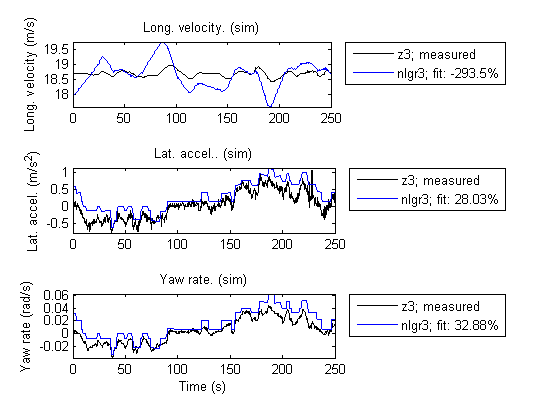 Long. velocity. (sim)
Long. velocity (m/s)
19.5
19
18.5
18
0 50 100 150 200 250
z3; measured
nlgr3; fit: -293.5%
Lat. accel.. (sim)
Lat. accel. (m/s²)
1
0.5
0
-0.5
0 50 100 150 200 250
z3; measured
nlgr3; fit: 28.03%
Yaw rate. (sim)
Yaw rate (rad/s)
0.06
0.04
0.02
0
-0.02
0 50 100 150 200 250
Time (s)
z3; measured
nlgr3; fit: 32.88%